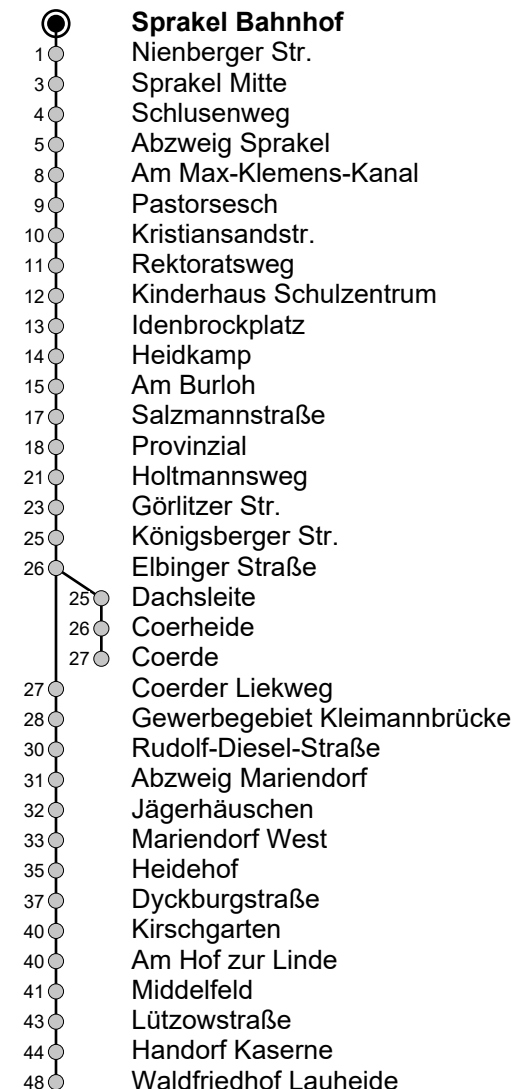 Sprakel Bahnhof
1 Nienberger Str.
3 Sprakel Mitte
4 Schlusenweg
5 Abzweig Sprakel
8 Am Max-Klemens-Kanal
9 Pastorsesch
10 Kristiansandstr.
11 Rektoratsweg
12 Kinderhaus Schulzentrum
13 Idenbrockplatz
14 Heidkamp
15 Am Burloh
17 Salzmannstraße
18 Provinzial
21 Holtmannsweg
23 Görlitzer Str.
25 Königsberger Str.
26 Elbinger Straße
25 Dachsleite
26 Coerheide
27 Coerde
27 Coerder Liekweg
28 Gewerbegebiet Kleimannbrücke
30 Rudolf-Diesel-Straße
31 Abzweig Mariendorf
32 Jägerhäuschen
33 Mariendorf West
35 Heidehof
37 Dyckburgstraße
40 Kirschgarten
40 Am Hof zur Linde
41 Middelfeld
43 Lützowstraße
44 Handorf Kaserne
48 Waldfriedhof Lauheide